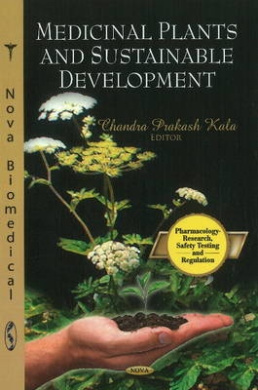 MEDICINAL PLANTS
AND SUSTAINABLE
DEVELOPMENT
Chandra Prakash Kala
EDITOR
Pharmacology-
Research,
Safety Testing
and
Regulation
Nova Biomedical
NOVA